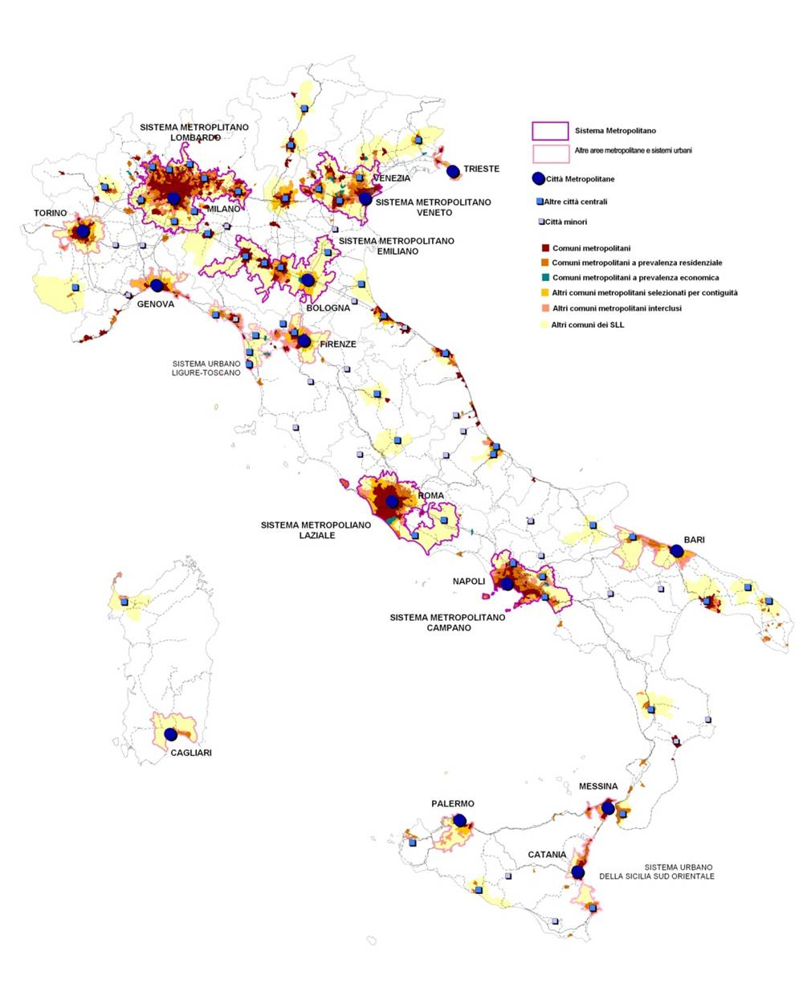 SISTEMA METROPLITANO
LOMBARDO
TRIESTE
VENEZIA
SISTEMA METROPOLITANO
VENETO
MILANO
TORINO
SISTEMA METROPOLITANO
EMILIANO
GENOVA
BOLOGNA
FIRENZE
SISTEMA URBANO
LIGURE-TOSCANO
ROMA
SISTEMA METROPOLIANO
LAZIALE
BARI
NAPOLI
SISTEMA METROPOLITANO
CAMPANO
CAGLIARI
MESSINA
PALERMO
CATANIA
SISTEMA URBANO
DELLA SICILIA SUD ORIENTALE
Sistema Metropolitano
Altre aree metropolitane e sistemi urbani
Città Metropolitane
Altre città centrali
Città minori
Comuni metropolitani
Comuni metropolitani a prevalenza residenziale
Comuni metropolitani a prevalenza economica
Altri comuni metropolitani selezionati per contiguità
Altri comuni metropolitani interclusi
Altri comuni dei SLL